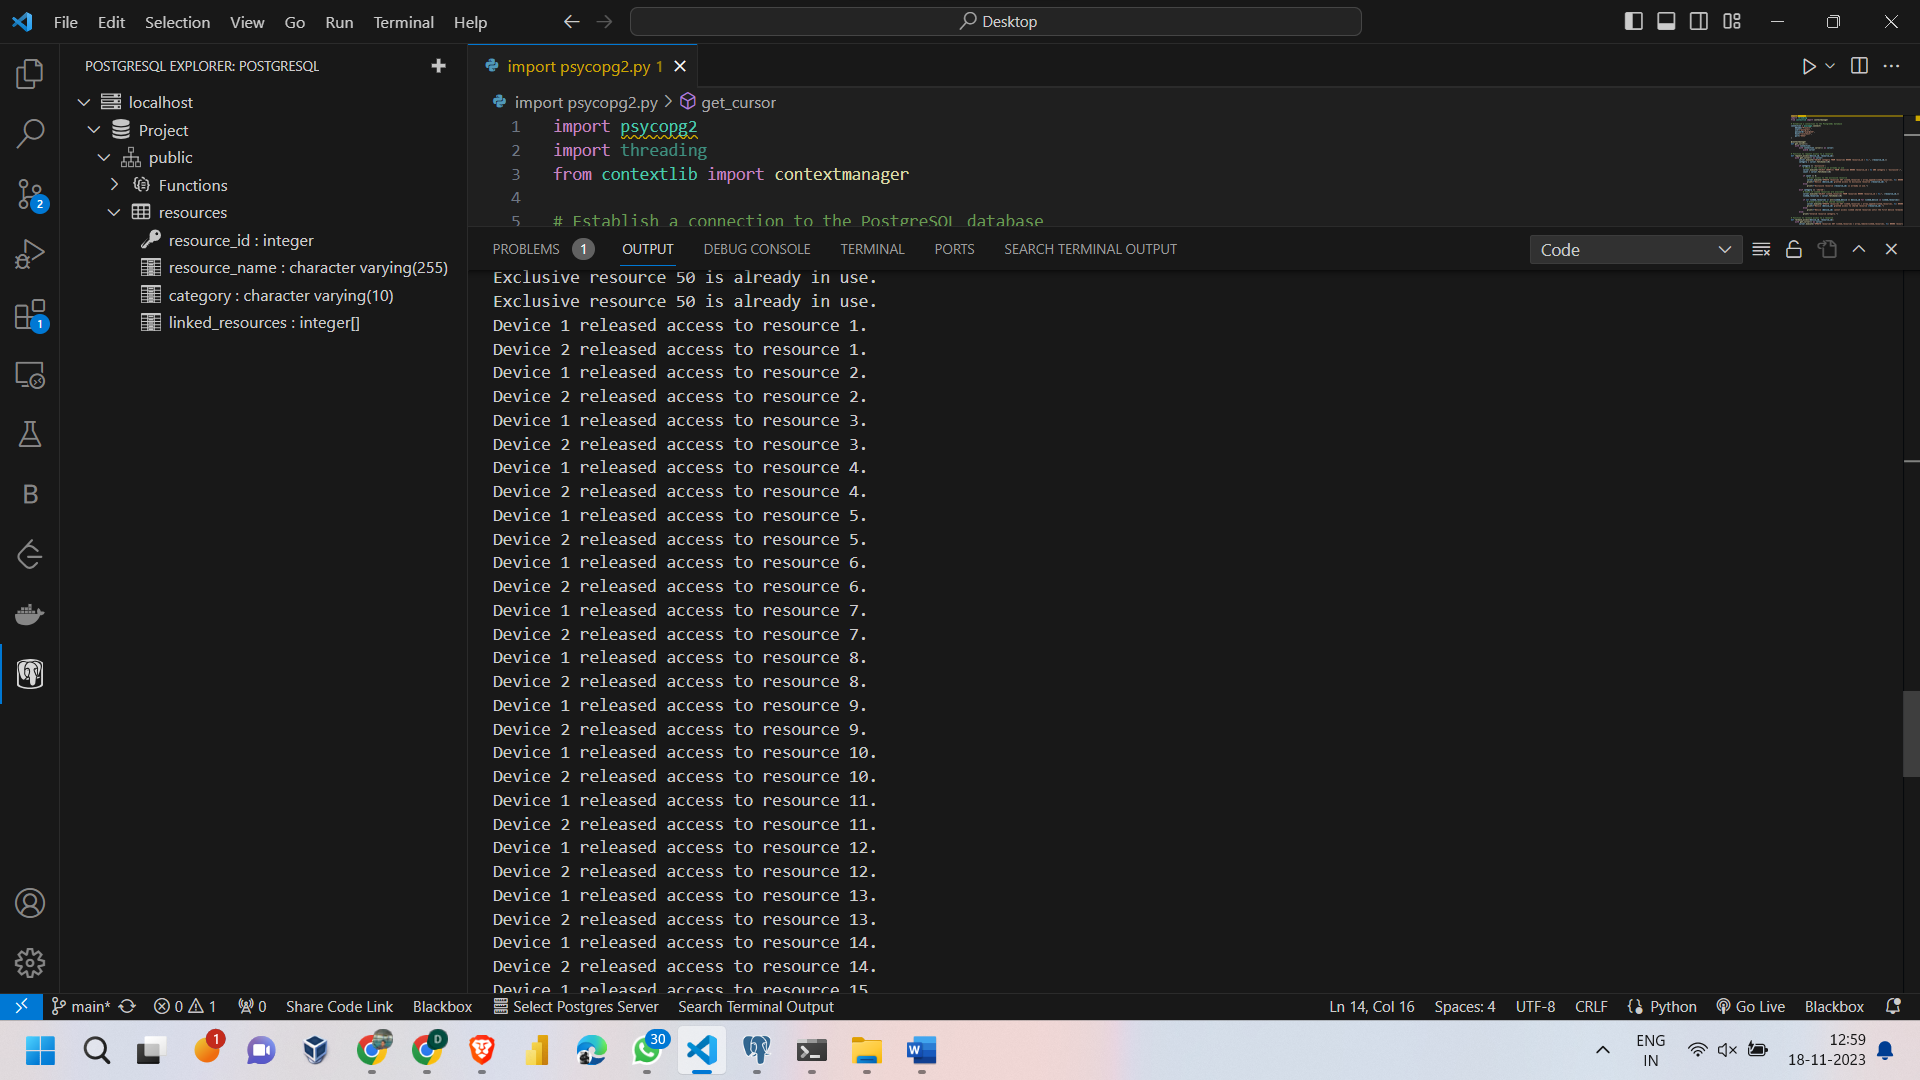 File Edit Selection View Go Run Terminal Help
Desktop
POSTGRESQL EXPLORER: POSTGRESQL
localhost
Project
public
Functions
resources
resource_id : integer
resource_name : character varying(255)
category : character varying(10)
linked_resources : integer[]
2
1
B
import psycopg2.py 1
import psycopg2.py > get_cursor
1 import psycopg2
2 import threading
3 from contextlib import contextmanager
4
5 # Establish a connection to the PostgreSQL database
PROBLEMS 1 OUTPUT DEBUG CONSOLE TERMINAL PORTS SEARCH TERMINAL OUTPUT
Code
Exclusive resource 50 is already in use.
Exclusive resource 50 is already in use.
Device 1 released access to resource 1.
Device 2 released access to resource 1.
Device 1 released access to resource 2.
Device 2 released access to resource 2.
Device 1 released access to resource 3.
Device 2 released access to resource 3.
Device 1 released access to resource 4.
Device 2 released access to resource 4.
Device 1 released access to resource 5.
Device 2 released access to resource 5.
Device 1 released access to resource 6.
Device 2 released access to resource 6.
Device 1 released access to resource 7.
Device 2 released access to resource 7.
Device 1 released access to resource 8.
Device 2 released access to resource 8.
Device 1 released access to resource 9.
Device 2 released access to resource 9.
Device 1 released access to resource 10.
Device 2 released access to resource 10.
Device 1 released access to resource 11.
Device 2 released access to resource 11.
Device 1 released access to resource 12.
Device 2 released access to resource 12.
Device 1 released access to resource 13.
Device 2 released access to resource 13.
Device 1 released access to resource 14.
Device 2 released access to resource 14.
Device 1 released access to resource 15.
main* 0 1 0 Share Code Link Blackbox Select Postgres Server Search Terminal Output Ln 14, Col 16 Spaces: 4 UTF-8 CRLF Python Go Live Blackbox
1
D
30
W
ENG
IN
12:59
18-11-2023